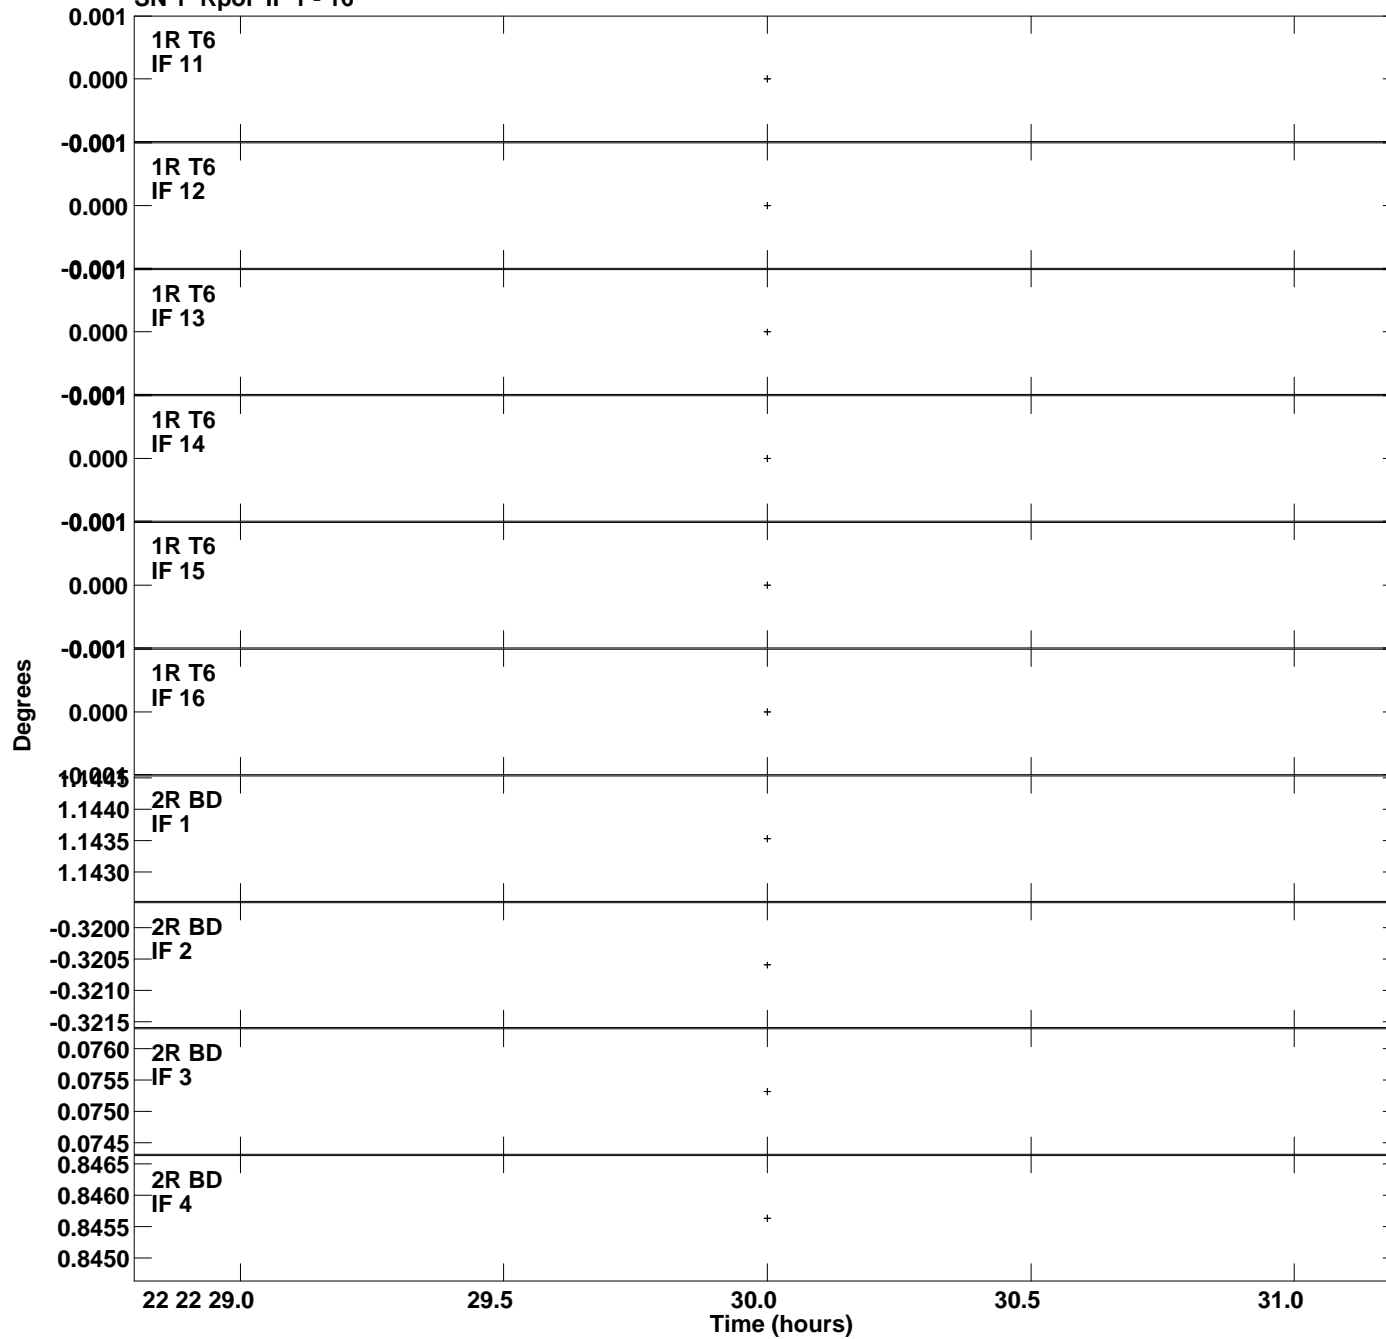 SN 1 Rpol IF 1 - 16
0.001
1R T6
IF 11
0.000
-0.001
1R T6
IF 12
0.000
-0.001
1R T6
IF 13
0.000
-0.001
1R T6
IF 14
0.000
-0.001
1R T6
IF 15
0.000
-0.001
1R T6
IF 16
0.000
-0.001
1.1445
2R BD
IF 1
1.1440
1.1435
1.1430
2R BD
IF 2
-0.3200
-0.3205
-0.3210
-0.3215
2R BD
IF 3
0.0760
0.0755
0.0750
0.0745
2R BD
IF 4
0.8465
0.8460
0.8455
0.8450
Degrees
22 22 29.0 29.5 30.0 30.5 31.0
Time (hours)